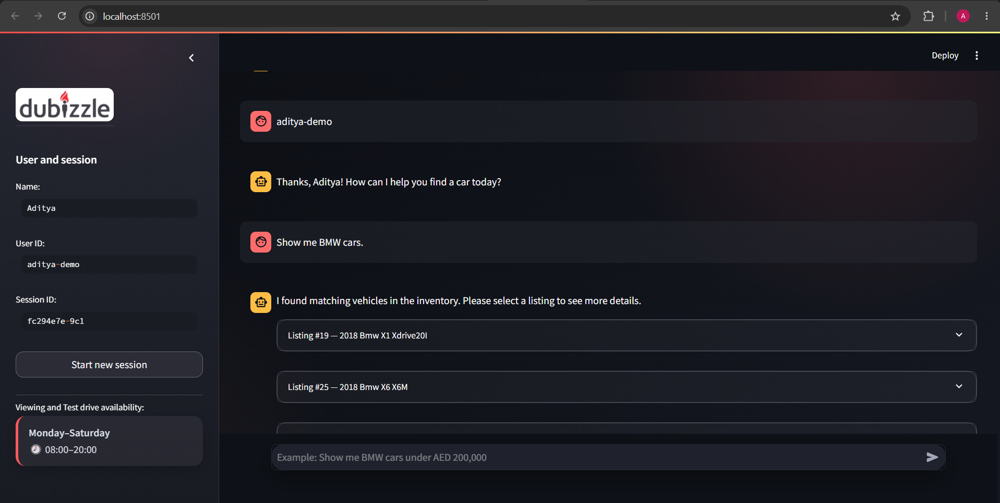 localhost:8501
A
Deploy
dubizzle
User and session
Name:
Aditya
User ID:
aditya-demo
Session ID:
fc294e7e-9c1
Start new session
Viewing and Test drive availability:
Monday–Saturday
08:00–20:00
aditya-demo
Thanks, Aditya! How can I help you find a car today?
Show me BMW cars.
I found matching vehicles in the inventory. Please select a listing to see more details.
Listing #19 — 2018 Bmw X1 Xdrive20I
Listing #25 — 2018 Bmw X6 X6M
Example: Show me BMW cars under AED 200,000